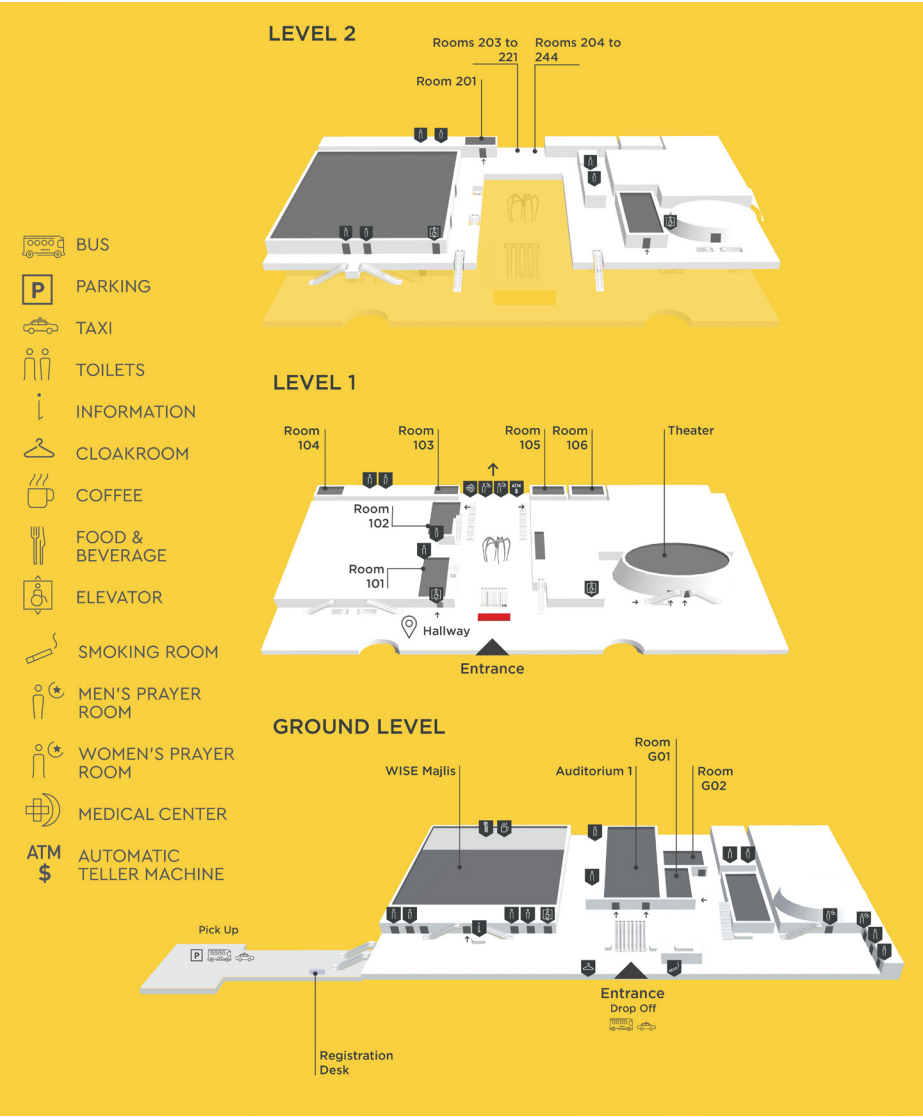 LEVEL 2
Rooms 203 to
221
Rooms 204 to
244
Room 201
BUS
P
PARKING
TAXI
TOILETS
i
INFORMATION
CLOAKROOM
COFFEE
FOOD &
BEVERAGE
ELEVATOR
SMOKING ROOM
MEN'S PRAYER
ROOM
WOMEN'S PRAYER
ROOM
MEDICAL CENTER
ATM
$
AUTOMATIC
TELLER MACHINE
LEVEL 1
Room
104
Room
103
Room
105
Room
106
Theater
ATM
$
Room
102
Room
101
Hallway
Entrance
GROUND LEVEL
WISE Majlis
Auditorium 1
Room
G01
Room
G02
i
Pick Up
P
Entrance
Drop Off
Registration
Desk